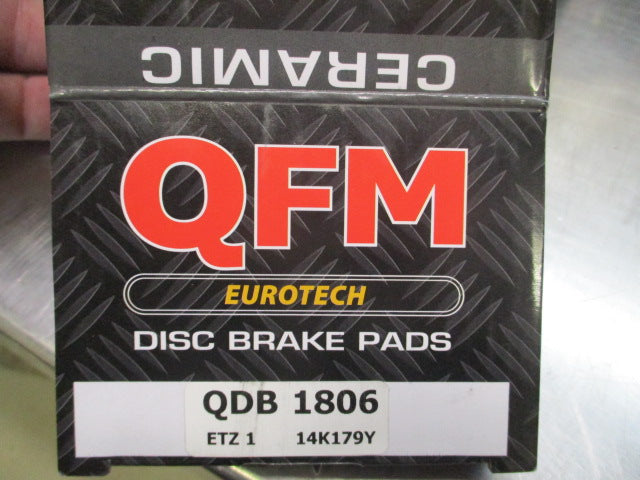 CERAMIC
QFM
EUROTECH
DISC BRAKE PADS
QDB 1806
ETZ 1 14K179Y